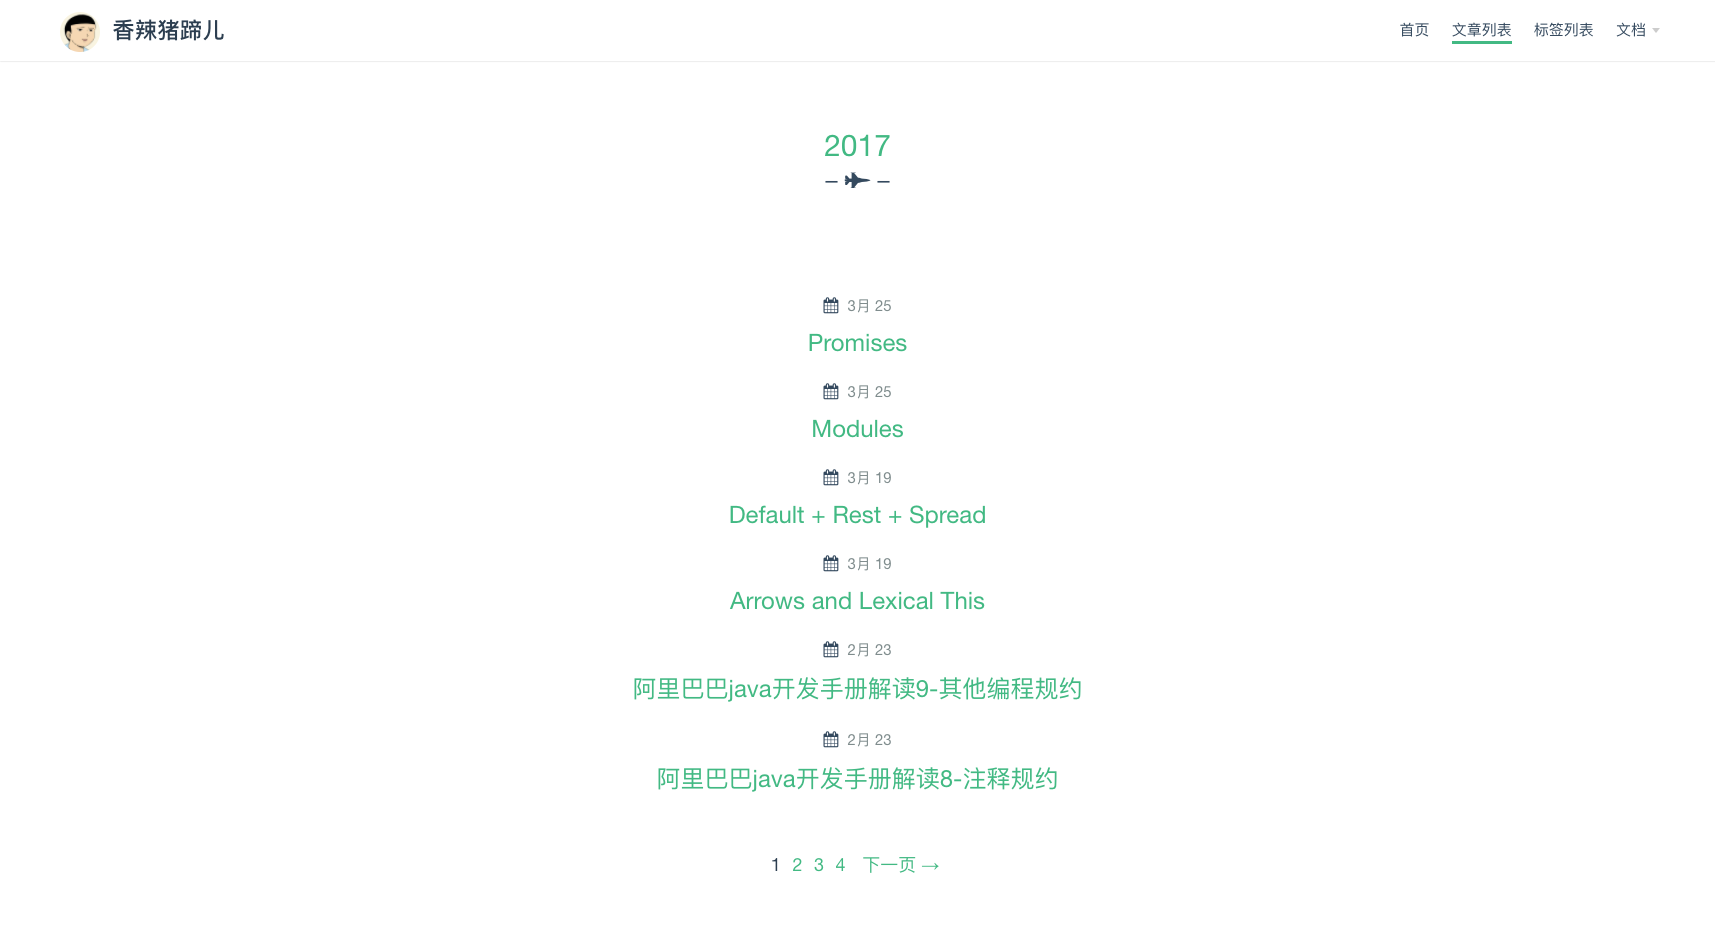 香辣猪蹄儿
首页 文章列表 标签列表 文档
2017
3月 25
Promises
3月 25
Modules
3月 19
Default + Rest + Spread
3月 19
Arrows and Lexical This
2月 23
阿里巴巴java开发手册解读9-其他编程规约
2月 23
阿里巴巴java开发手册解读8-注释规约
1 2 3 4 下一页 →